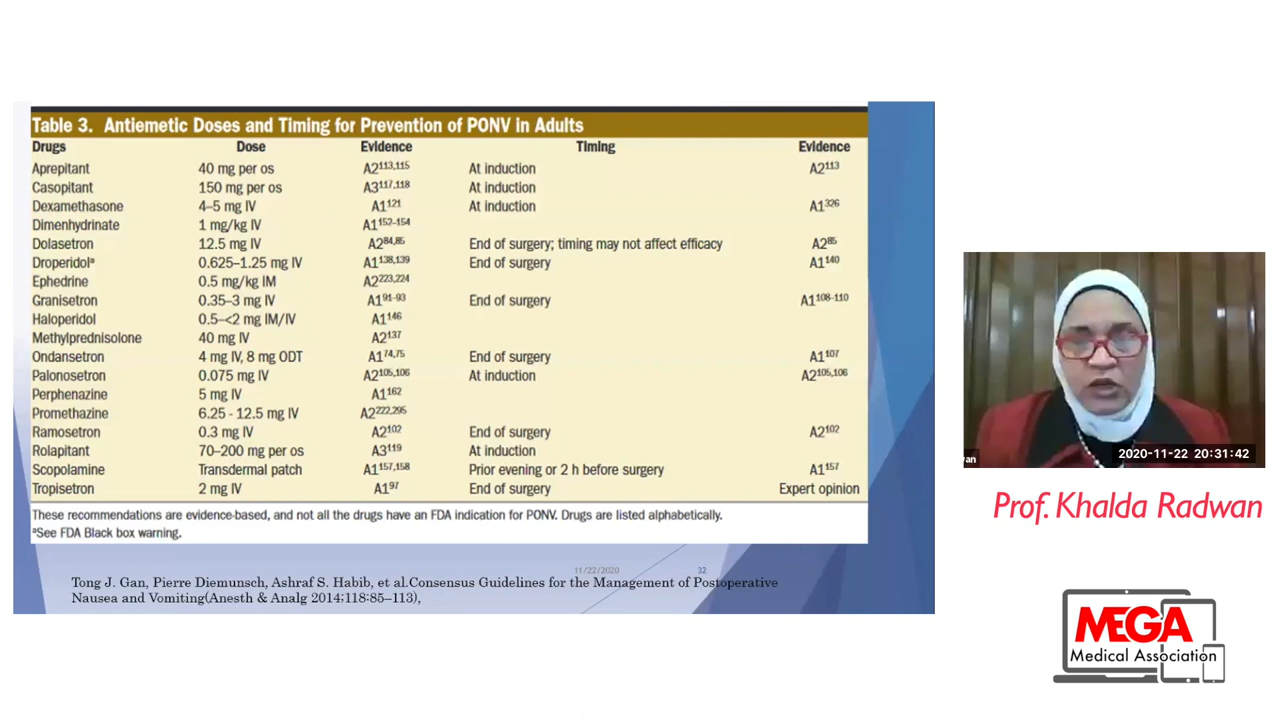 Table 3. Antiemetic Doses and Timing for Prevention of PONV in Adults
Drugs Dose Evidence Timing Evidence
Aprepitant 40 mg per os A2113,115 At induction A2113
Casopitant 150 mg per os A3117,118 At induction
Dexamethasone 4–5 mg IV A1121 At induction A1326
Dimenhydrinate 1 mg/kg IV A1152–154
Dolasetron 12.5 mg IV A284,85 End of surgery; timing may not affect efficacy A285
Droperidola 0.625–1.25 mg IV A1138,139 End of surgery A1140
Ephedrine 0.5 mg/kg IM A2223,224
Granisetron 0.35–3 mg IV A191–93 End of surgery A1108–110
Haloperidol 0.5–<2 mg IM/IV A1146
Methylprednisolone 40 mg IV A2137
Ondansetron 4 mg IV, 8 mg ODT A174,75 End of surgery A1107
Palonosetron 0.075 mg IV A2105,106 At induction A2105,106
Perphenazine 5 mg IV A1162
Promethazine 6.25 - 12.5 mg IV A2222,295
Ramosetron 0.3 mg IV A2102 End of surgery A2102
Rolapitant 70–200 mg per os A3119 At induction
Scopolamine Transdermal patch A1157,158 Prior evening or 2 h before surgery A1157
Tropisetron 2 mg IV A197 End of surgery Expert opinion
These recommendations are evidence-based, and not all the drugs have an FDA indication for PONV. Drugs are listed alphabetically.
aSee FDA Black box warning.
11/22/2020 32
Tong J. Gan, Pierre Diemunsch, Ashraf S. Habib, et al.Consensus Guidelines for the Management of Postoperative
Nausea and Vomiting(Anesth & Analg 2014;118:85–113),
2020-11-22 20:31:42
Prof. Khalda Radwan
MEGA
Medical Association